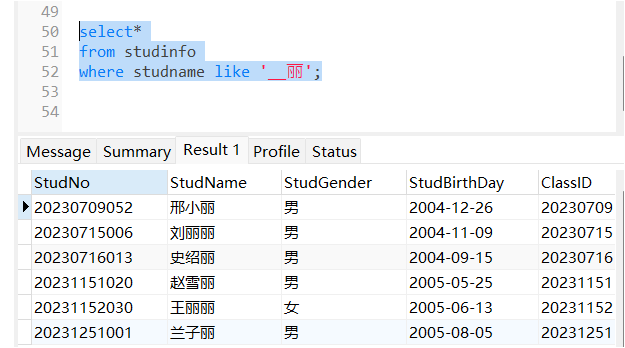 49
50 select*
51 from studinfo
52 where studname like '__丽';
53
54
Message Summary Result 1 Profile Status
StudNo StudName StudGender StudBirthDay ClassID
20230709052 邢小丽 男 2004-12-26 20230709
20230715006 刘丽丽 男 2004-11-09 20230715
20230716013 史绍丽 男 2004-09-15 20230716
20231151020 赵雪丽 男 2005-05-25 20231151
20231152030 王丽丽 女 2005-06-13 20231152
20231251001 兰子丽 男 2005-08-05 20231251